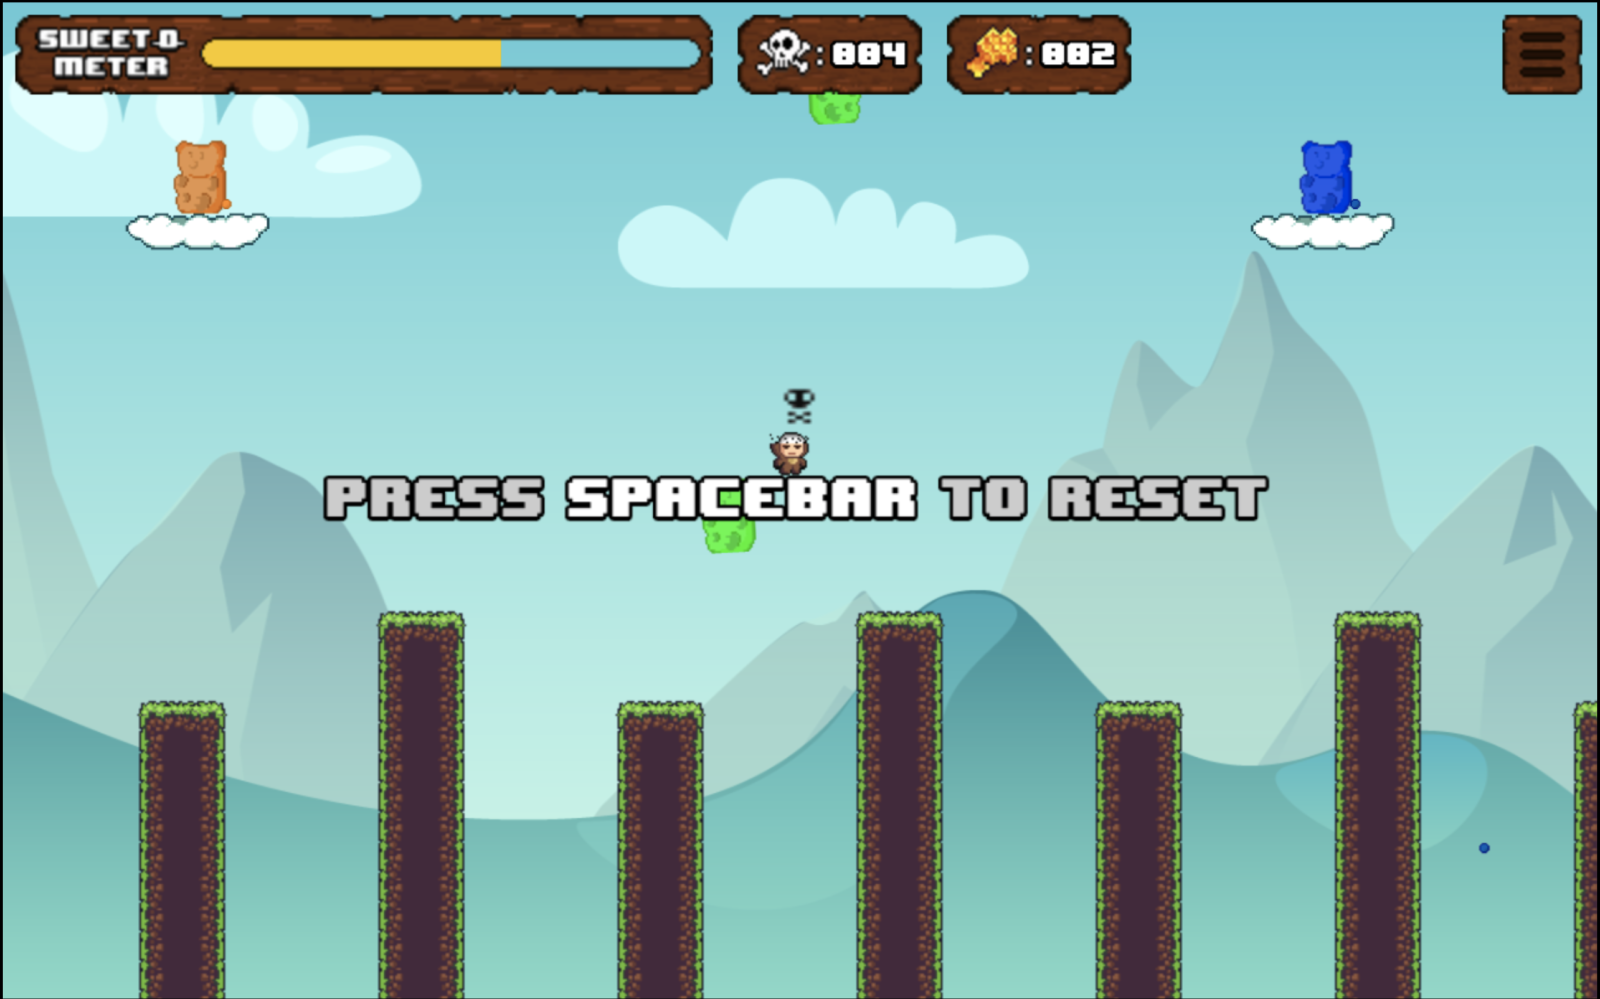 SWEET-O
METER
:004
:002
PRESS SPACEBAR TO RESET